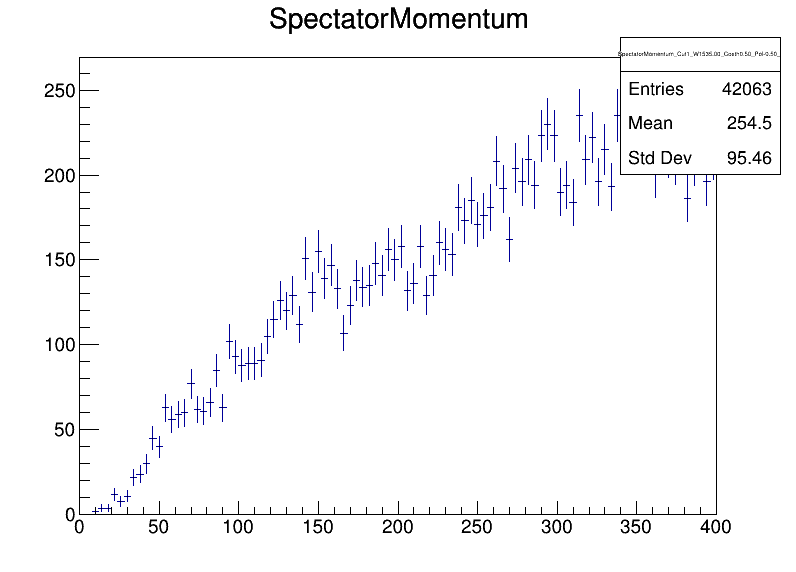 SpectatorMomentum
SpectatorMomentum_Cut1_W1535.00_Costh0.50_Pol-0.50_
Entries 42063
Mean 254.5
Std Dev 95.46
250
200
150
100
50
0
0 50 100 150 200 250 300 350 400